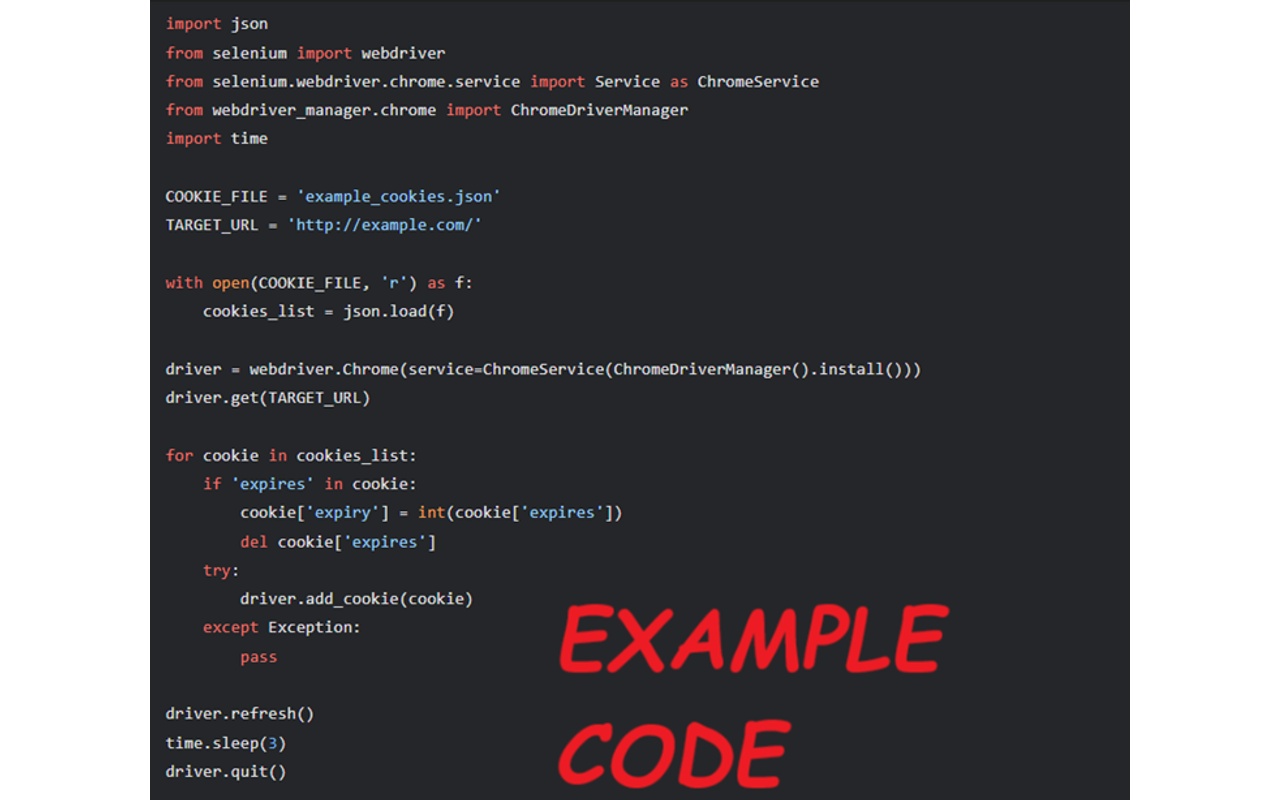 import json
from selenium import webdriver
from selenium.webdriver.chrome.service import Service as ChromeService
from webdriver_manager.chrome import ChromeDriverManager
import time

COOKIE_FILE = 'example_cookies.json'
TARGET_URL = 'http://example.com/'

with open(COOKIE_FILE, 'r') as f:
    cookies_list = json.load(f)

driver = webdriver.Chrome(service=ChromeService(ChromeDriverManager().install()))
driver.get(TARGET_URL)

for cookie in cookies_list:
    if 'expires' in cookie:
        cookie['expiry'] = int(cookie['expires'])
        del cookie['expires']
    try:
        driver.add_cookie(cookie)
    except Exception:
        pass

driver.refresh()
time.sleep(3)
driver.quit()
EXAMPLE
CODE